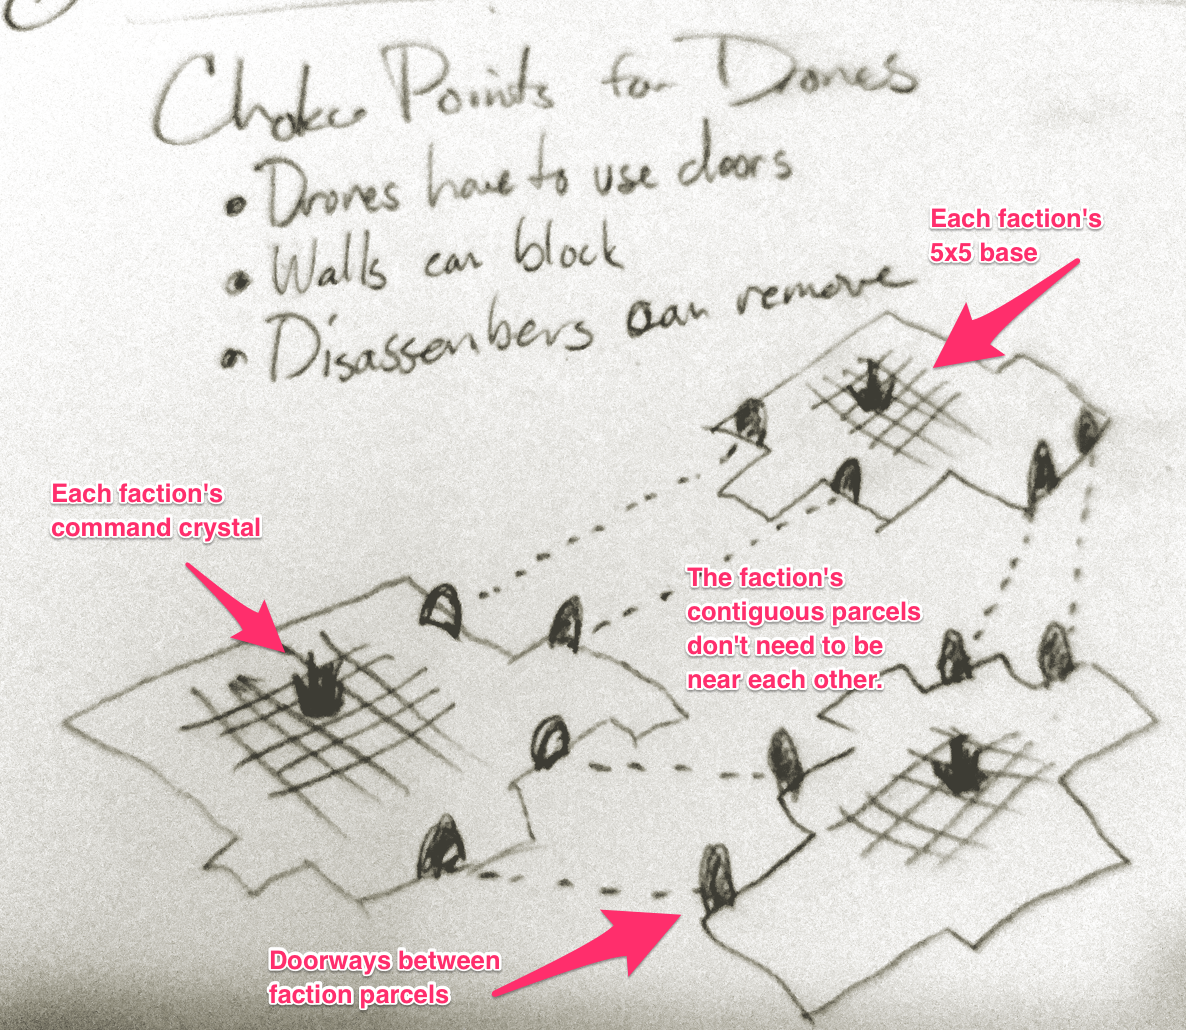 Choke Points for Drones
• Drones have to use doors
• Walls can block
• Disassembers can remove
Each faction's
5x5 base
Each faction's
command crystal
The faction's
contiguous parcels
don't need to be
near each other.
Doorways between
faction parcels